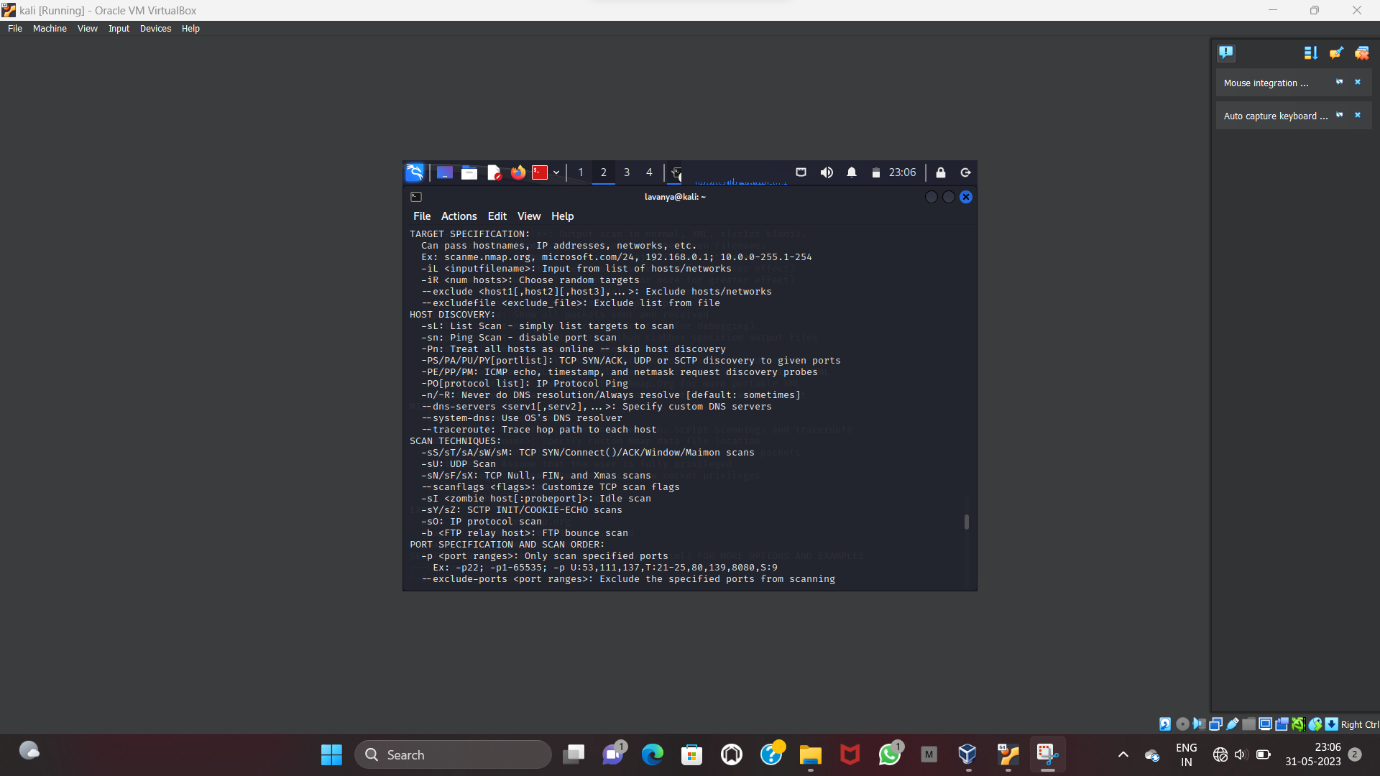 kali [Running] - Oracle VM VirtualBox
File Machine View Input Devices Help
Mouse integration ...
Auto capture keyboard ...
1 2 3 4 23:06
lavanya@kali: ~
File Actions Edit View Help
TARGET SPECIFICATION:
Can pass hostnames, IP addresses, networks, etc.
Ex: scanme.nmap.org, microsoft.com/24, 192.168.0.1; 10.0.0-255.1-254
-iL <inputfilename>: Input from list of hosts/networks
-iR <num hosts>: Choose random targets
--exclude <host1[,host2][,host3],...>: Exclude hosts/networks
--excludefile <exclude_file>: Exclude list from file
HOST DISCOVERY:
-sL: List Scan - simply list targets to scan
-sn: Ping Scan - disable port scan
-Pn: Treat all hosts as online -- skip host discovery
-PS/PA/PU/PY[portlist]: TCP SYN/ACK, UDP or SCTP discovery to given ports
-PE/PP/PM: ICMP echo, timestamp, and netmask request discovery probes
-PO[protocol list]: IP Protocol Ping
-n/-R: Never do DNS resolution/Always resolve [default: sometimes]
--dns-servers <serv1[,serv2],...>: Specify custom DNS servers
--system-dns: Use OS's DNS resolver
--traceroute: Trace hop path to each host
SCAN TECHNIQUES:
-sS/sT/sA/sW/sM: TCP SYN/Connect()/ACK/Window/Maimon scans
-sU: UDP Scan
-sN/sF/sX: TCP Null, FIN, and Xmas scans
--scanflags <flags>: Customize TCP scan flags
-sI <zombie host[:probeport]>: Idle scan
-sY/sZ: SCTP INIT/COOKIE-ECHO scans
-sO: IP protocol scan
-b <FTP relay host>: FTP bounce scan
PORT SPECIFICATION AND SCAN ORDER:
-p <port ranges>: Only scan specified ports
Ex: -p22; -p1-65535; -p U:53,111,137,T:21-25,80,139,8080,S:9
--exclude-ports <port ranges>: Exclude the specified ports from scanning
Right Ctrl
Search
1
1
M
ENG
IN
23:06
31-05-2023
2